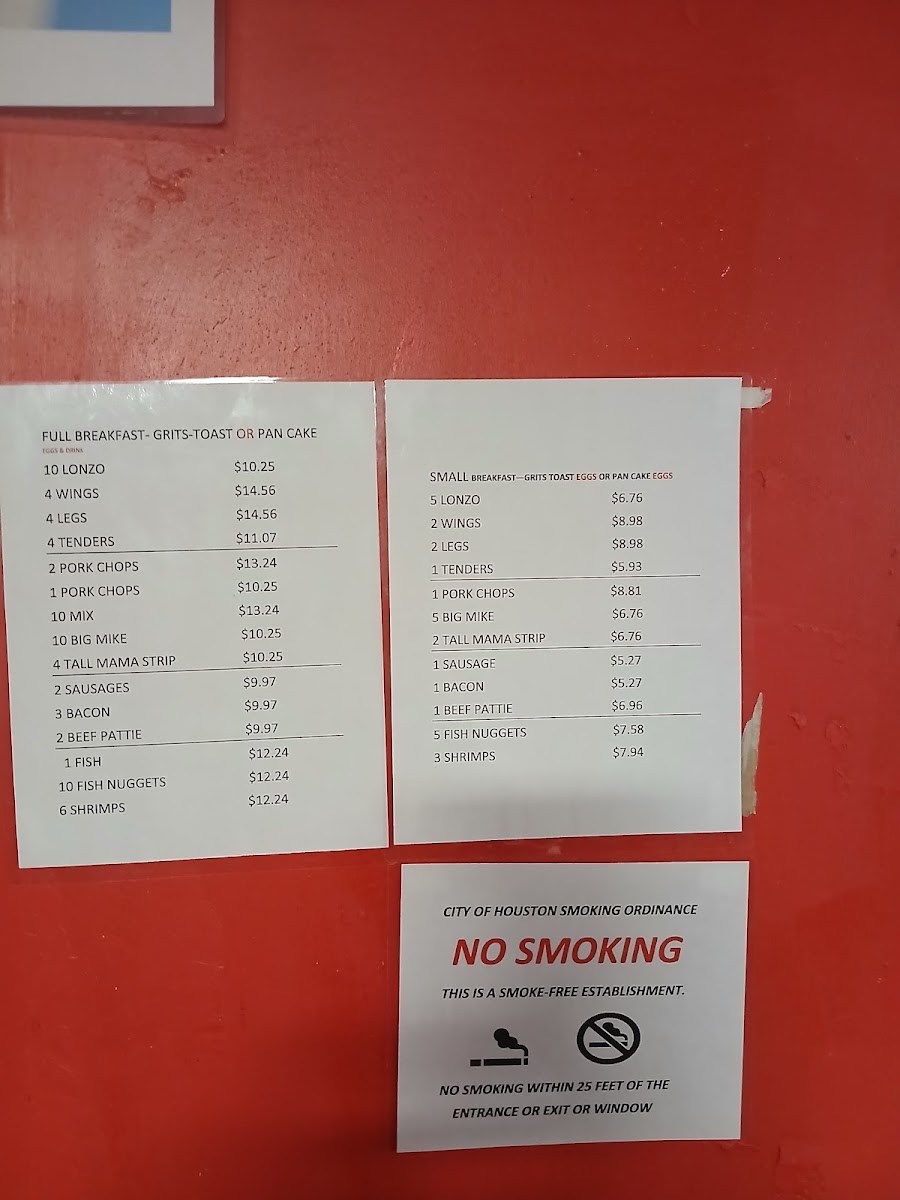 FULL BREAKFAST- GRITS-TOAST OR PAN CAKE
EGGS & DRINK
10 LONZO $10.25
4 WINGS $14.56
4 LEGS $14.56
4 TENDERS $11.07
2 PORK CHOPS $13.24
1 PORK CHOPS $10.25
10 MIX $13.24
10 BIG MIKE $10.25
4 TALL MAMA STRIP $10.25
2 SAUSAGES $9.97
3 BACON $9.97
2 BEEF PATTIE $9.97
1 FISH $12.24
10 FISH NUGGETS $12.24
6 SHRIMPS $12.24
SMALL BREAKFAST—GRITS TOAST EGGS OR PAN CAKE EGGS
5 LONZO $6.76
2 WINGS $8.98
2 LEGS $8.98
1 TENDERS $5.93
1 PORK CHOPS $8.81
5 BIG MIKE $6.76
2 TALL MAMA STRIP $6.76
1 SAUSAGE $5.27
1 BACON $5.27
1 BEEF PATTIE $6.96
5 FISH NUGGETS $7.58
3 SHRIMPS $7.94
CITY OF HOUSTON SMOKING ORDINANCE
NO SMOKING
THIS IS A SMOKE-FREE ESTABLISHMENT.
NO SMOKING WITHIN 25 FEET OF THE
ENTRANCE OR EXIT OR WINDOW